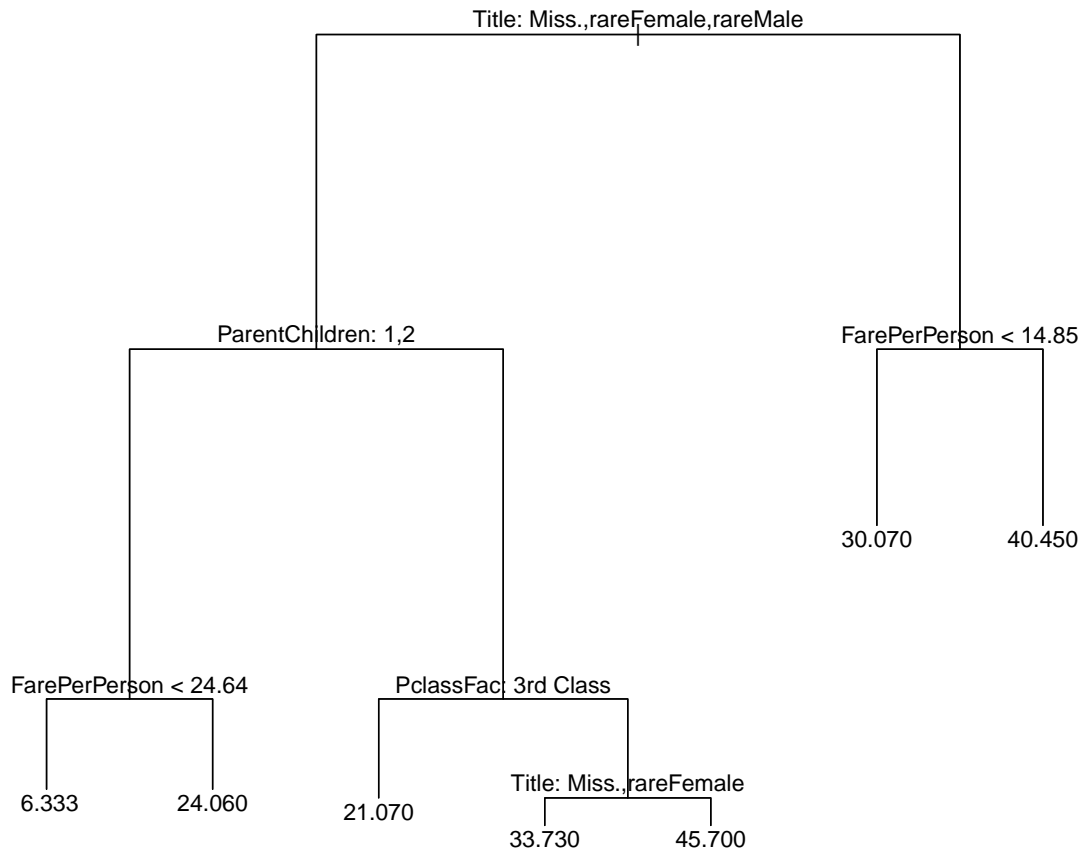 Title: Miss.,rareFemale,rareMale
ParentChildren: 1,2
FarePerPerson < 14.85
30.070
40.450
FarePerPerson < 24.64
PclassFac: 3rd Class
6.333
24.060
21.070
Title: Miss.,rareFemale
33.730
45.700